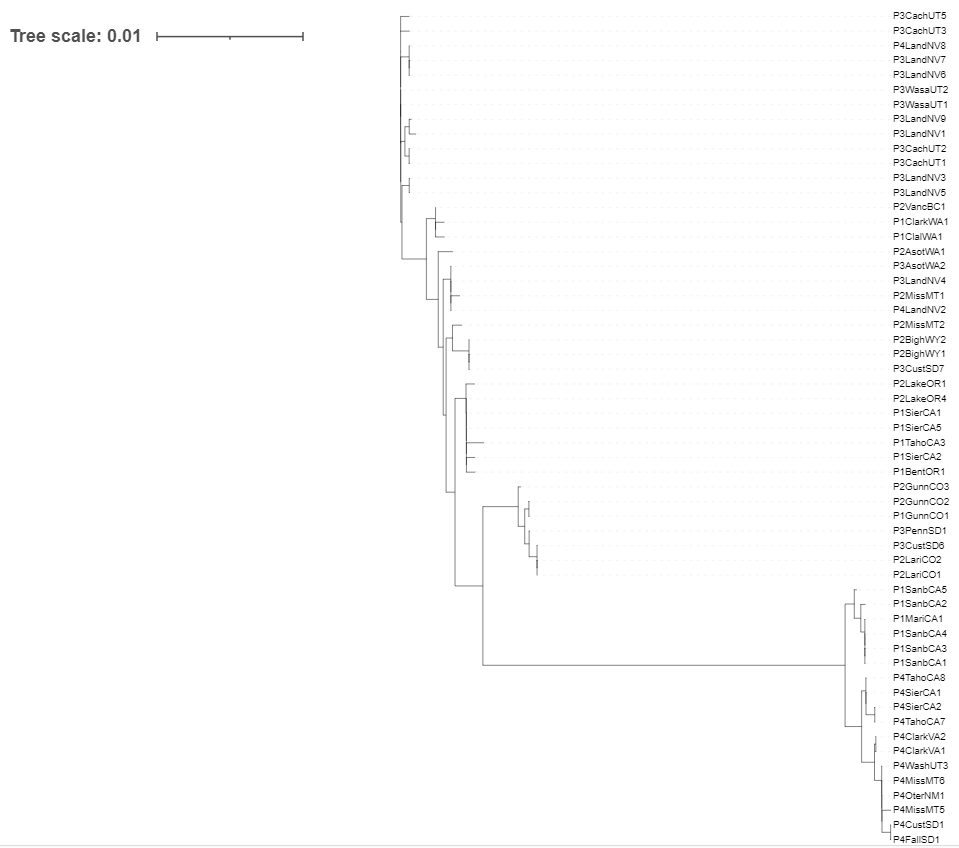 Tree scale: 0.01
P3CachUT5
P3CachUT3
P4LandNV8
P3LandNV7
P3LandNV6
P3WasaUT2
P3WasaUT1
P3LandNV9
P3LandNV1
P3CachUT2
P3CachUT1
P3LandNV3
P3LandNV5
P2VancBC1
P1ClarkWA1
P1ClalWA1
P2AsotWA1
P3AsotWA2
P3LandNV4
P2MissMT1
P4LandNV2
P2MissMT2
P2BighWY2
P2BighWY1
P3CustSD7
P2LakeOR1
P2LakeOR4
P1SierCA1
P1SierCA5
P1TahoCA3
P1SierCA2
P1BentOR1
P2GunnCO3
P2GunnCO2
P1GunnCO1
P3PennSD1
P3CustSD6
P2LariCO2
P2LariCO1
P1SanbCA5
P1SanbCA2
P1MariCA1
P1SanbCA4
P1SanbCA3
P1SanbCA1
P4TahoCA8
P4SierCA1
P4SierCA2
P4TahoCA7
P4ClarkVA2
P4ClarkVA1
P4WashUT3
P4MissMT6
P4OterNM1
P4MissMT5
P4CustSD1
P4FallSD1